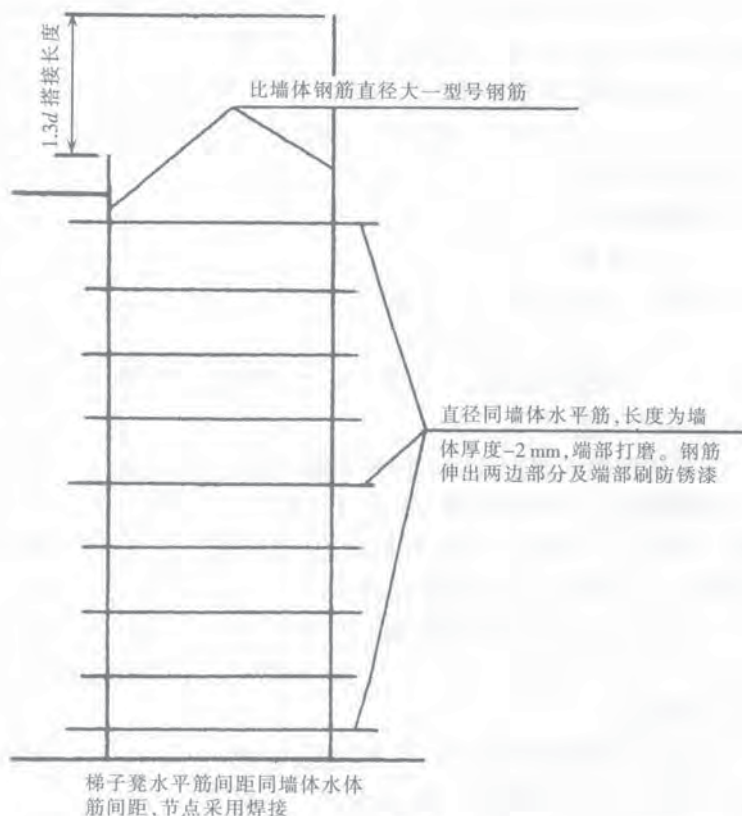 1.3d 搭接长度
比墙体钢筋直径大一型号钢筋
直径同墙体水平筋,长度为墙
体厚度-2 mm,端部打磨。钢筋
伸出两边部分及端部刷防锈漆
梯子凳水平筋间距同墙体水体
筋间距,节点采用焊接